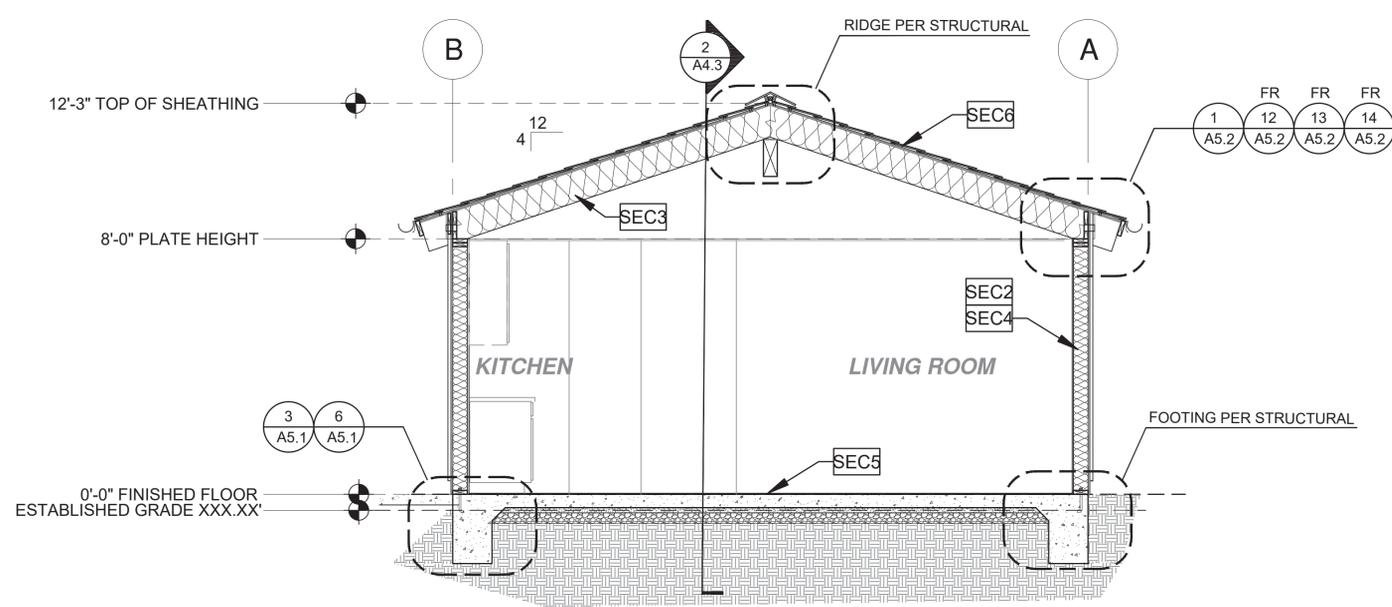 RIDGE PER STRUCTURAL
B
2
A4.3
A
12'-3" TOP OF SHEATHING
FR FR FR
1 12 13 14
A5.2 A5.2 A5.2 A5.2
12
4
SEC6
SEC3
8'-0" PLATE HEIGHT
SEC2
SEC4
KITCHEN LIVING ROOM
3 6
A5.1 A5.1
FOOTING PER STRUCTURAL
SEC5
0'-0" FINISHED FLOOR
ESTABLISHED GRADE XXX.XX'